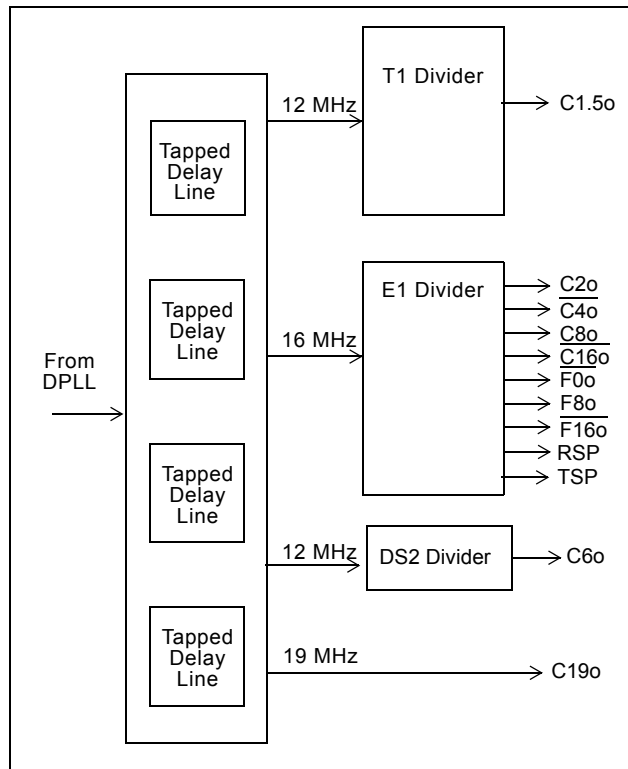 T1 Divider
12 MHz
C1.5o
Tapped
Delay
Line
E1 Divider
C2o
C4o
C8o
C16o
F0o
F8o
F16o
RSP
TSP
Tapped
Delay
Line
16 MHz
From
DPLL
Tapped
Delay
Line
12 MHz
DS2 Divider
C6o
Tapped
Delay
Line
19 MHz
C19o